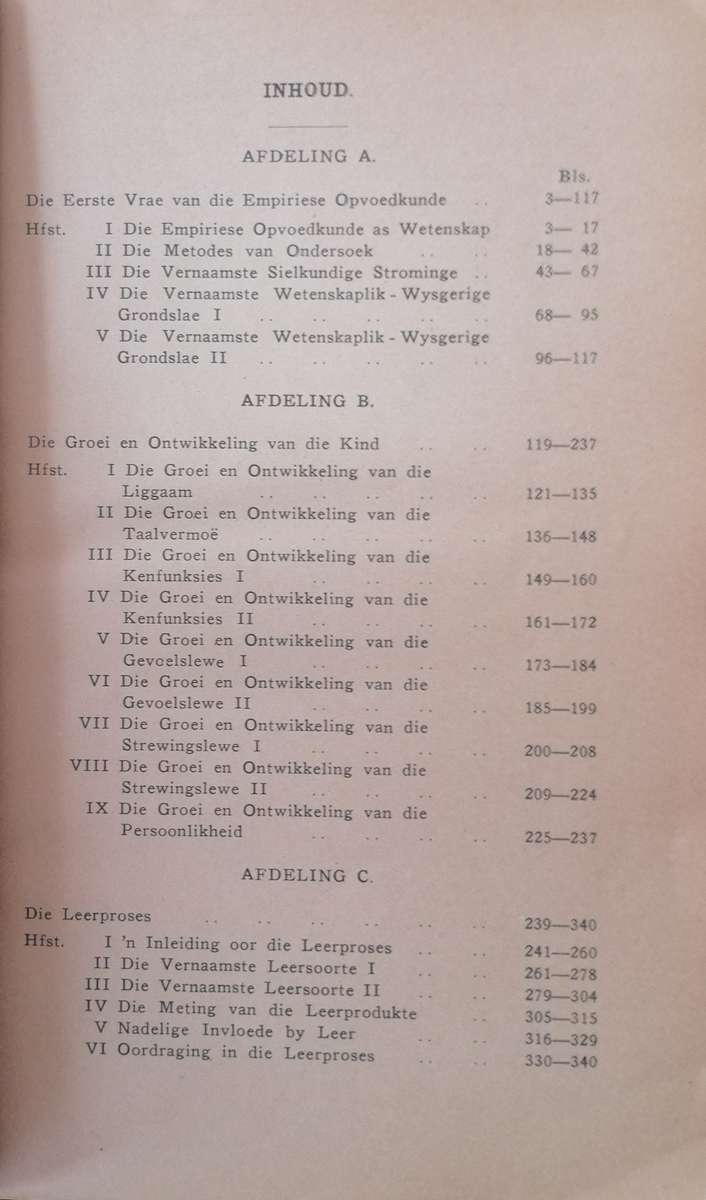 INHOUD.
AFDELING A.
Bls.
Die Eerste Vrae van die Empiriese Opvoedkunde .. 3—117
Hfst. I Die Empiriese Opvoedkunde as Wetenskap 3— 17
II Die Metodes van Ondersoek .. .. 18— 42
III Die Vernaamste Sielkundige Strominge .. 43— 67
IV Die Vernaamste Wetenskaplik - Wysgerige
Grondslae I .. .. .. .. .. 68— 95
V Die Vernaamste Wetenskaplik - Wysgerige
Grondslae II .. .. .. .. .. 96—117
AFDELING B.
Die Groei en Ontwikkeling van die Kind .. .. 119—237
Hfst. I Die Groei en Ontwikkeling van die
Liggaam .. .. .. .. .. 121—135
II Die Groei en Ontwikkeling van die
Taalvermoë .. .. .. .. .. 136—148
III Die Groei en Ontwikkeling van die
Kenfunksies I .. .. .. .. 149—160
IV Die Groei en Ontwikkeling van die
Kenfunksies II .. .. .. .. 161—172
V Die Groei en Ontwikkeling van die
Gevoelslewe I .. .. .. .. 173—184
VI Die Groei en Ontwikkeling van die
Gevoelslewe II .. .. .. .. 185—199
VII Die Groei en Ontwikkeling van die
Strewingslewe I .. .. .. .. 200—208
VIII Die Groei en Ontwikkeling van die
Strewingslewe II .. .. .. .. 209—224
IX Die Groei en Ontwikkeling van die
Persoonlikheid .. .. .. .. 225—237
AFDELING C.
Die Leerproses .. .. .. .. .. .. 239—340
Hfst. I 'n Inleiding oor die Leerproses .. .. 241—260
II Die Vernaamste Leersoorte I .. .. 261—278
III Die Vernaamste Leersoorte II .. .. 279—304
IV Die Meting van die Leerprodukte .. 305—315
V Nadelige Invloede by Leer .. .. 316—329
VI Oordraging in die Leerproses .. .. 330—340